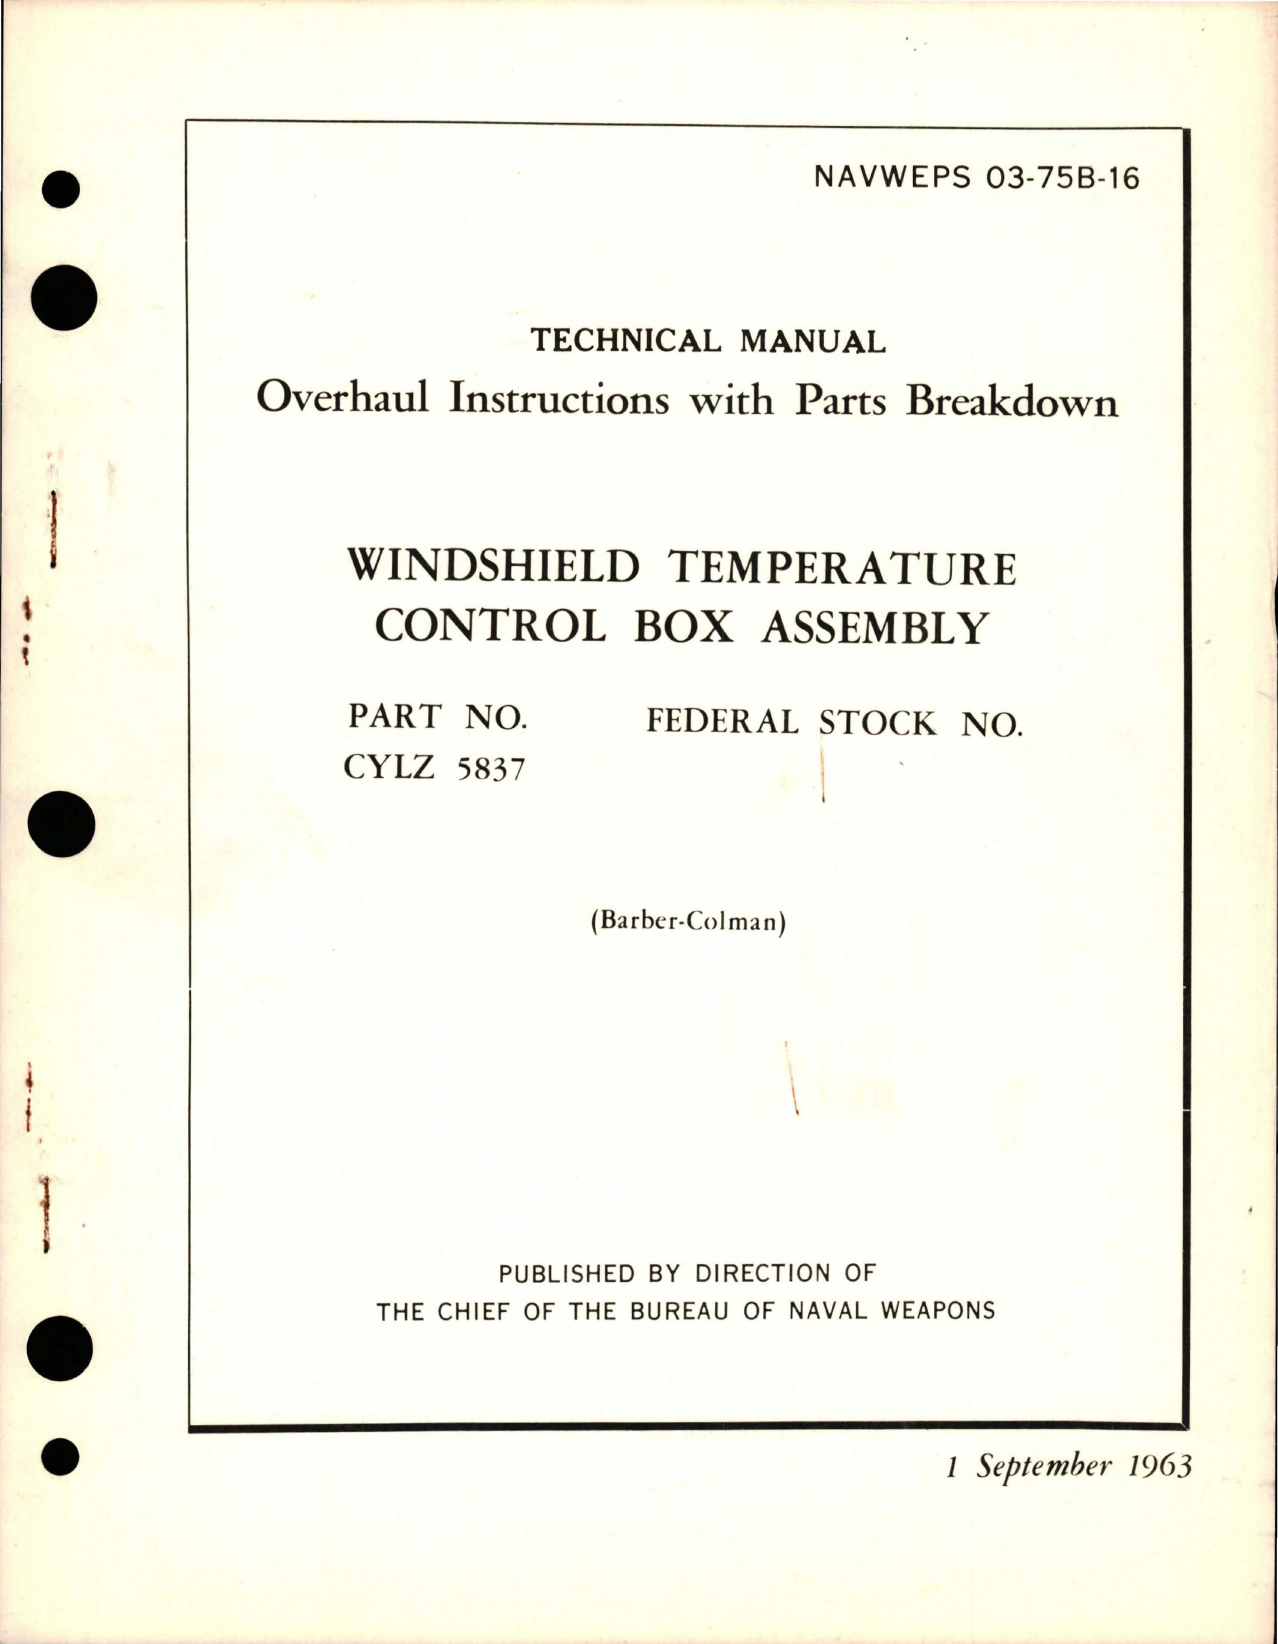 NAVWEPS 03-75B-16
TECHNICAL MANUAL
Overhaul Instructions with Parts Breakdown
WINDSHIELD TEMPERATURE
CONTROL BOX ASSEMBLY
PART NO. FEDERAL STOCK NO.
CYLZ 5837
(Barber-Colman)
PUBLISHED BY DIRECTION OF
THE CHIEF OF THE BUREAU OF NAVAL WEAPONS
1 September 1963